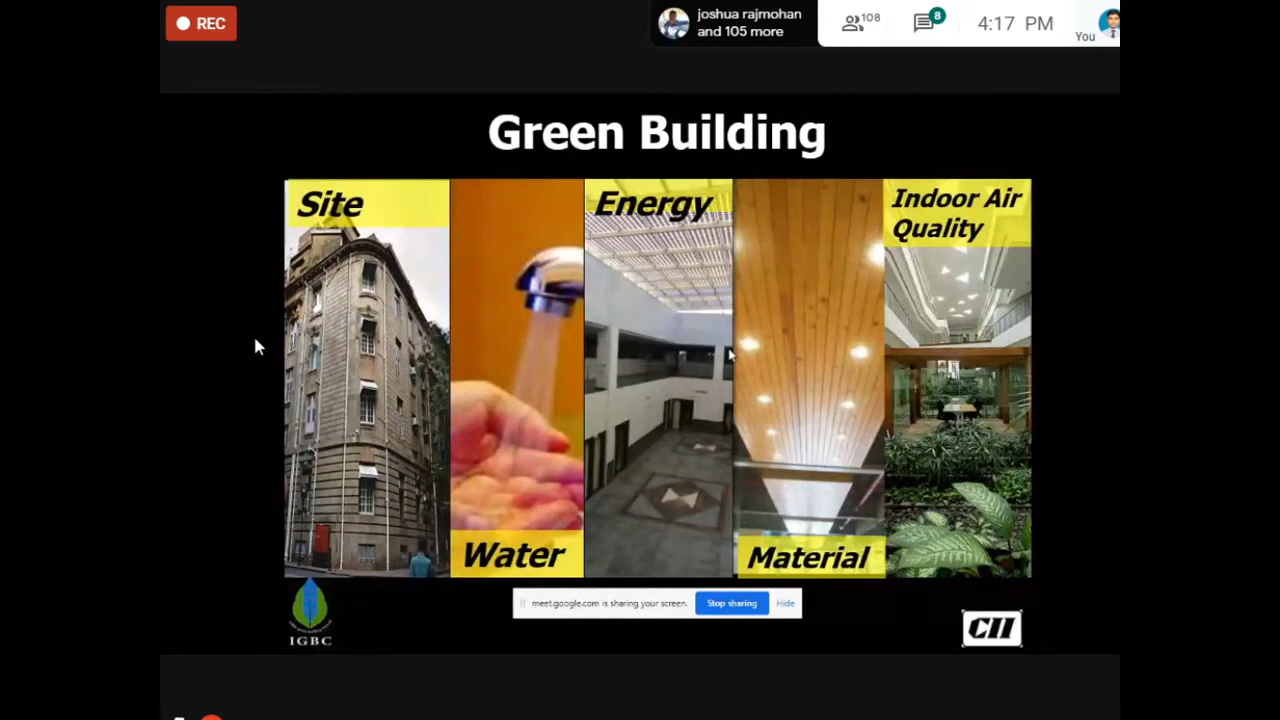 REC
joshua rajmohan
and 105 more
108
8
4:17 PM
You
Green Building
Site
Energy
Indoor Air
Quality
Water
Material
meet.google.com is sharing your screen.
Stop sharing
Hide
IGBC
CII